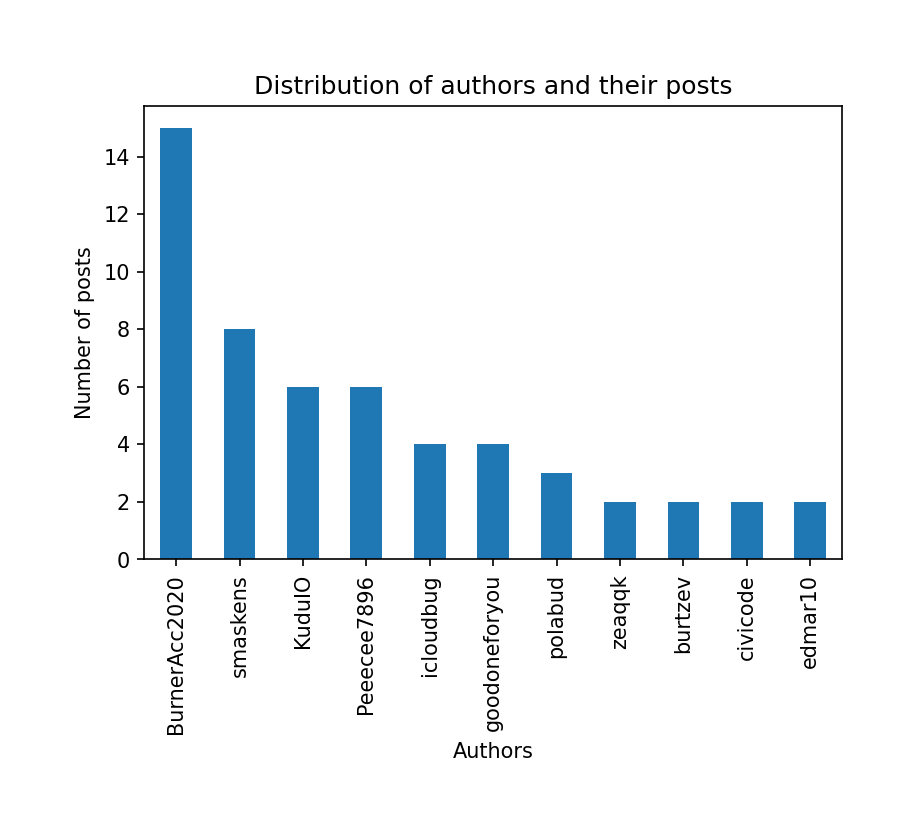 Distribution of authors and their posts
Number of posts
14
12
10
8
6
4
2
0
BurnerAcc2020
smaskens
KudulO
Peeecee7896
icloudbug
goodoneforyou
polabud
zeaqqk
burtzev
civicode
edmar10
Authors